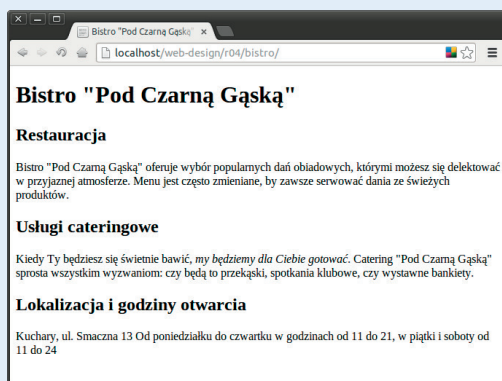 Bistro "Pod Czarną Gąską"
localhost/web-design/r04/bistro/
Bistro "Pod Czarną Gąską"
Restauracja
Bistro "Pod Czarną Gąską" oferuje wybór popularnych dań obiadowych, którymi możesz się delektować
w przyjaznej atmosferze. Menu jest często zmieniane, by zawsze serwować dania ze świeżych
produktów.
Usługi cateringowe
Kiedy Ty będziesz się świetnie bawić, my będziemy dla Ciebie gotować. Catering "Pod Czarną Gąską"
sprosta wszystkim wyzwaniom: czy będą to przekąski, spotkania klubowe, czy wystawne bankiety.
Lokalizacja i godziny otwarcia
Kuchary, ul. Smaczna 13 Od poniedziałku do czwartku w godzinach od 11 do 21, w piątki i soboty od
11 do 24